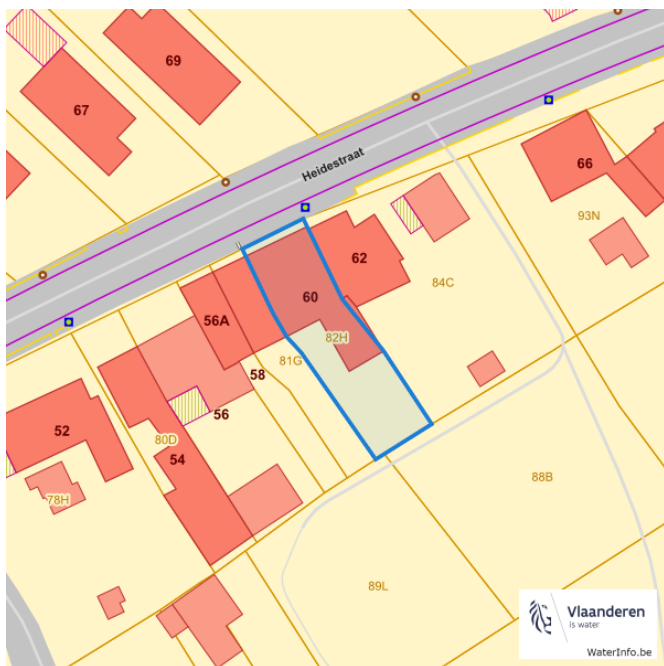 69
67
Heidestraat
66
93N
62
84C
60
56A
82H
81G
58
56
52
80D
54
78H
88B
89L
Vlaanderen
is water
WaterInfo.be